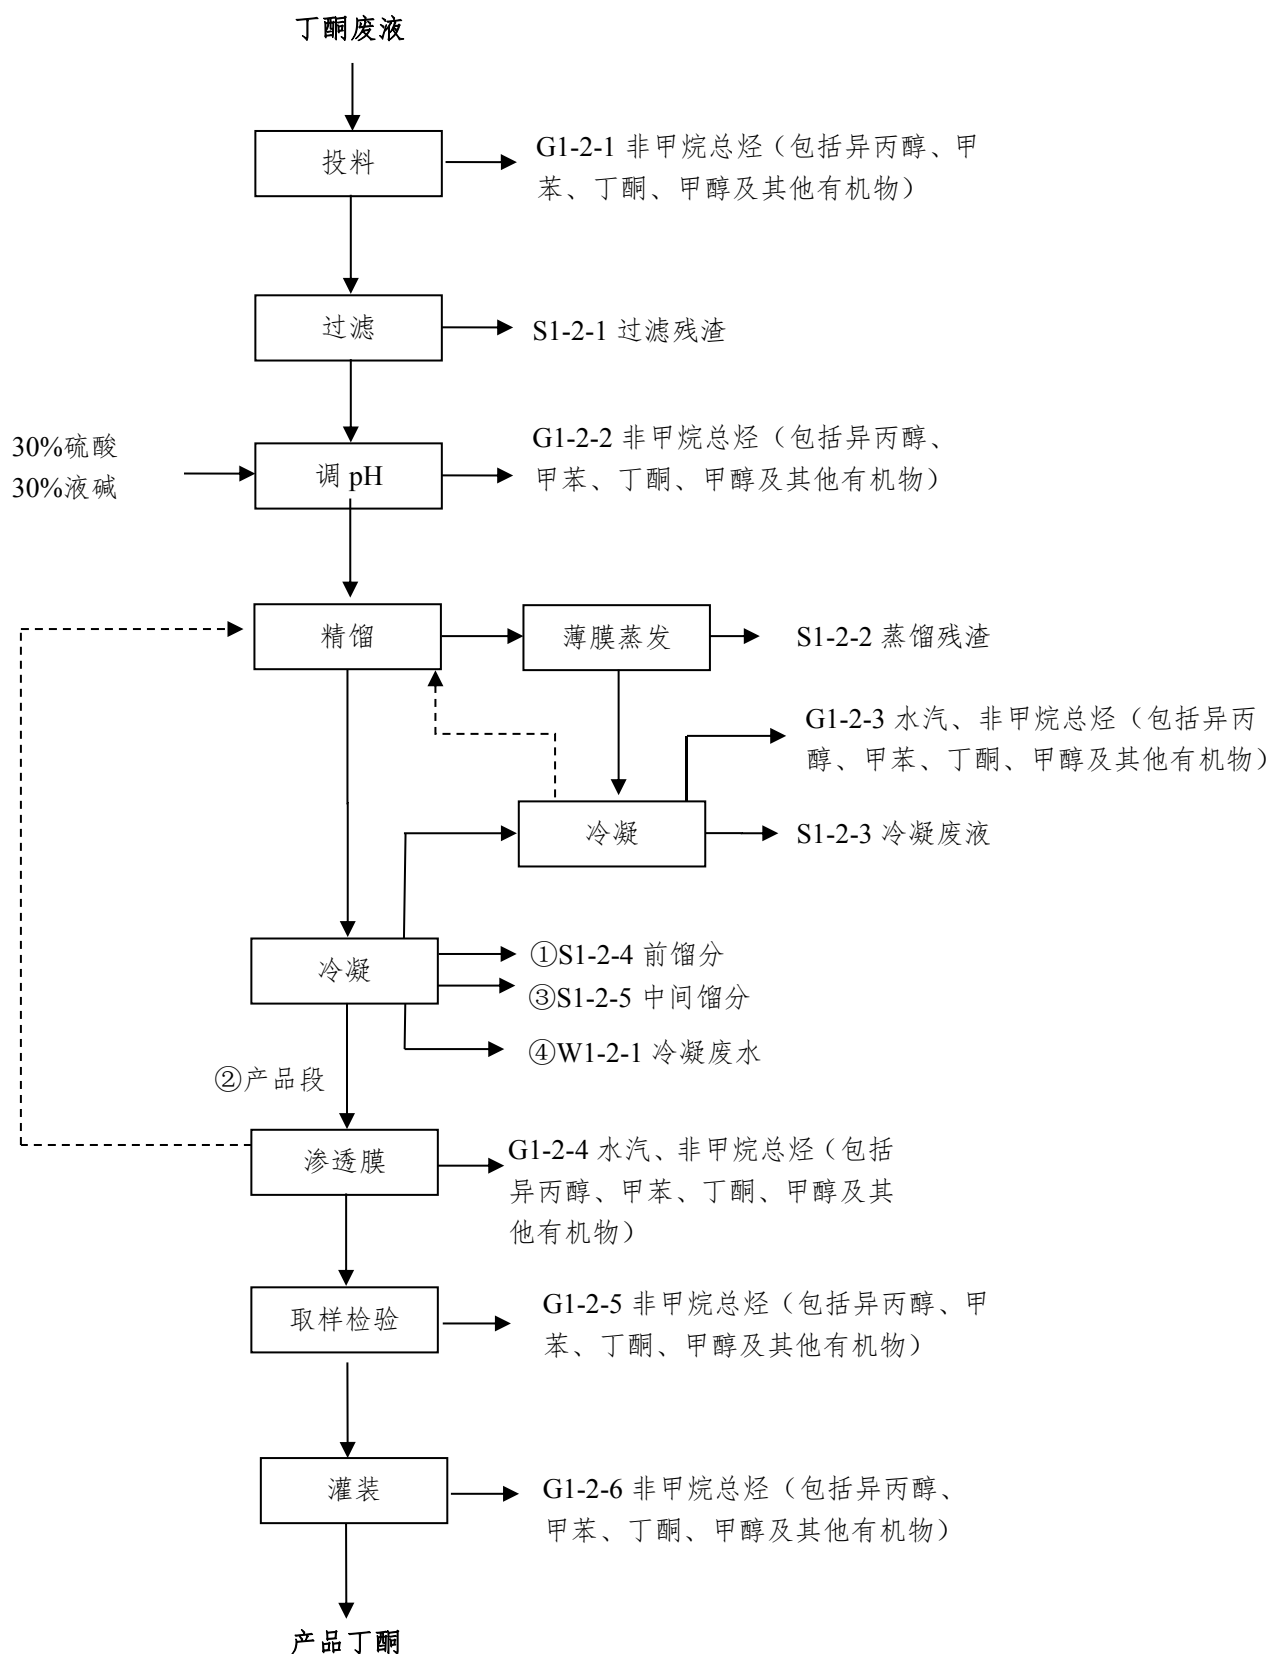 丁酮废液
投料
G1-2-1 非甲烷总烃（包括异丙醇、甲
苯、丁酮、甲醇及其他有机物）
过滤
S1-2-1 过滤残渣
30%硫酸
30%液碱
调 pH
G1-2-2 非甲烷总烃（包括异丙醇、
甲苯、丁酮、甲醇及其他有机物）
精馏
薄膜蒸发
S1-2-2 蒸馏残渣
G1-2-3 水汽、非甲烷总烃（包括异丙
醇、甲苯、丁酮、甲醇及其他有机物）
冷凝
S1-2-3 冷凝废液
冷凝
①S1-2-4 前馏分
③S1-2-5 中间馏分
④W1-2-1 冷凝废水
②产品段
渗透膜
G1-2-4 水汽、非甲烷总烃（包括
异丙醇、甲苯、丁酮、甲醇及其
他有机物）
取样检验
G1-2-5 非甲烷总烃（包括异丙醇、甲
苯、丁酮、甲醇及其他有机物）
灌装
G1-2-6 非甲烷总烃（包括异丙醇、
甲苯、丁酮、甲醇及其他有机物）
产品丁酮